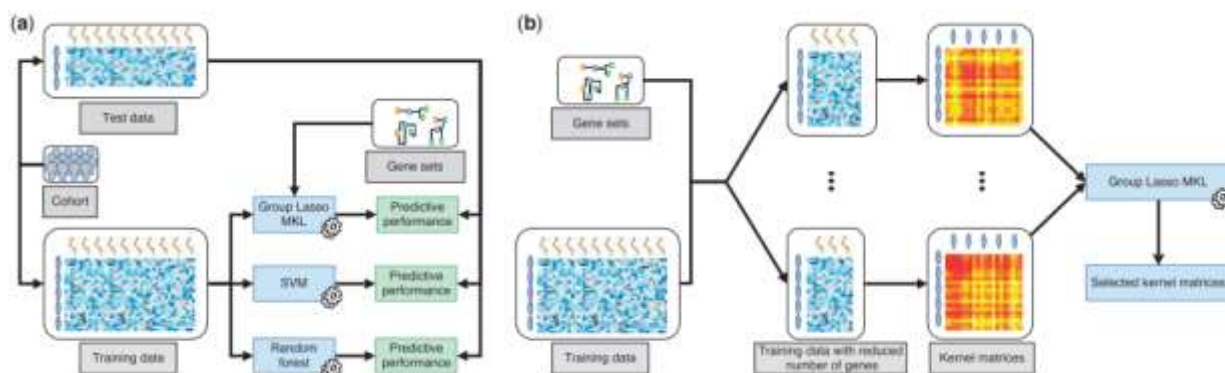 (a)
Test data
Cohort
Gene sets
Group Lasso
MKL
Predictive
performance
SVM
Predictive
performance
Random
forest
Predictive
performance
Training data
(b)
Gene sets
Training data
Training data with reduced
number of genes
Kernel matrices
Group Lasso MKL
Selected kernel matrices